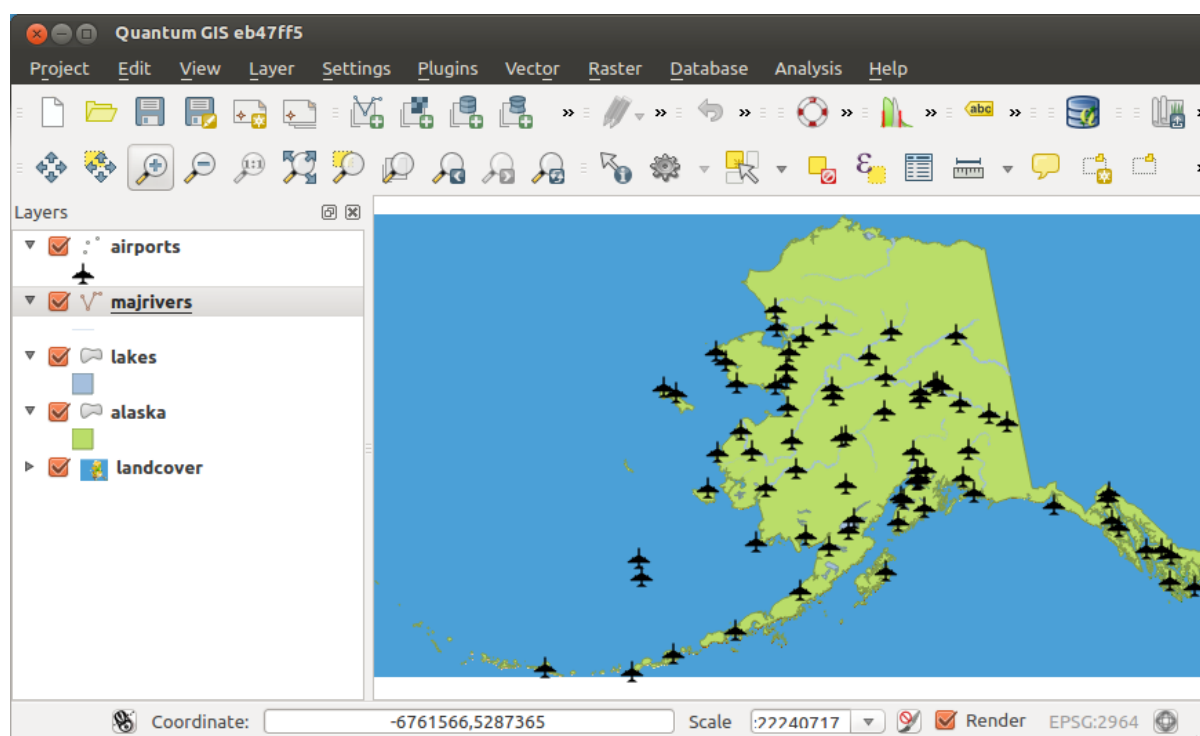 Quantum GIS eb47ff5
Project Edit View Layer Settings Plugins Vector Raster Database Analysis Help
abc
1:1
Layers
airports
majrivers
lakes
alaska
landcover
Coordinate: -6761566,5287365 Scale :22240717 Render EPSG:2964